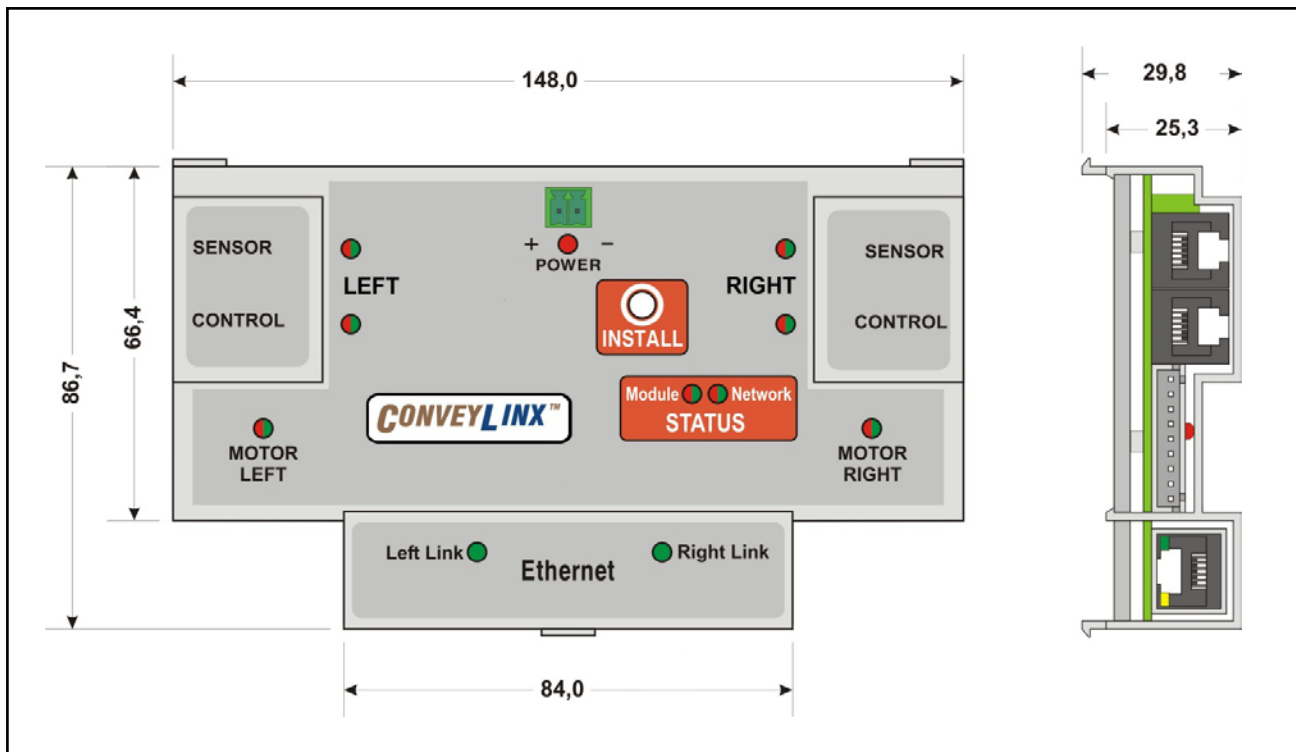 148,0
29,8
25,3
86,7
66,4
SENSOR
CONTROL
LEFT
+ −
POWER
INSTALL
RIGHT
SENSOR
CONTROL
CONVEYLINX™
Module Network
STATUS
MOTOR
LEFT
MOTOR
RIGHT
Left Link
Right Link
Ethernet
84,0